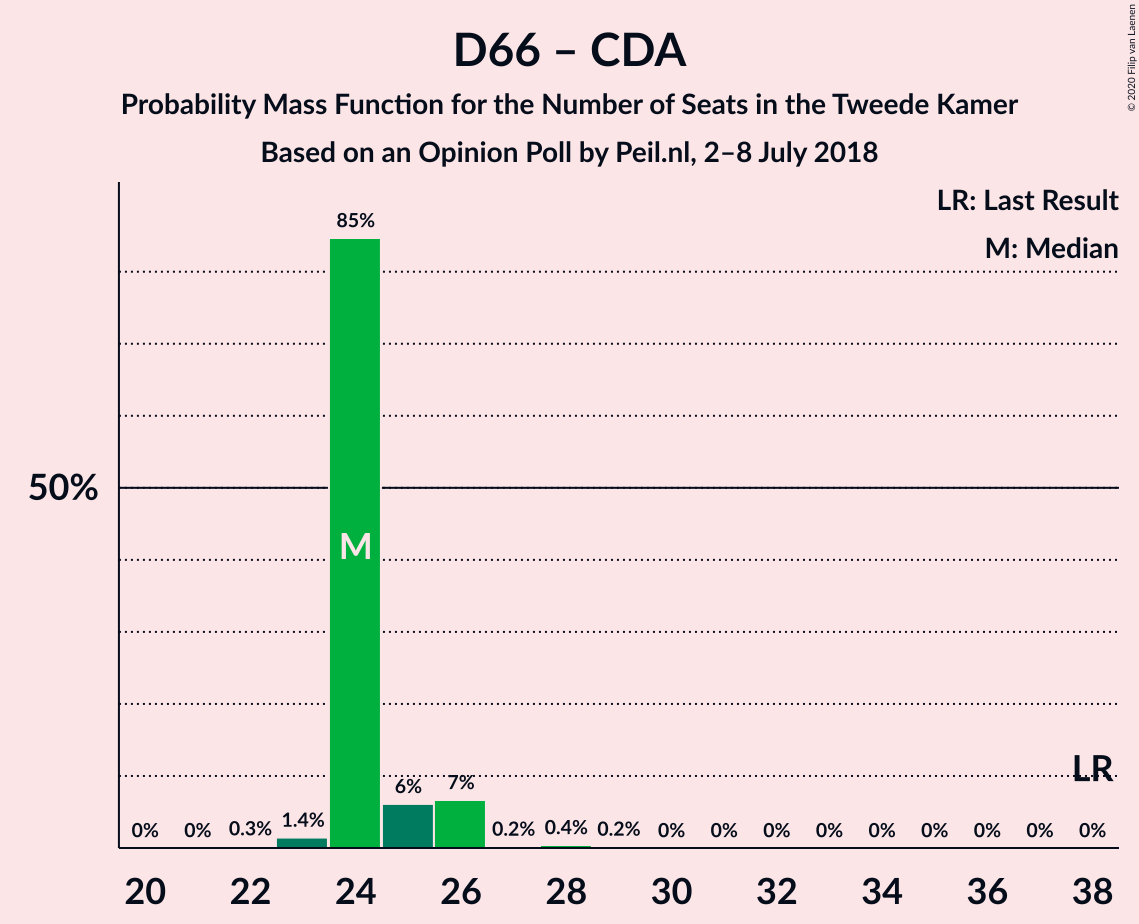 D66 – CDA
Probability Mass Function for the Number of Seats in the Tweede Kamer
Based on an Opinion Poll by Peil.nl, 2–8 July 2018
© 2020 Filip van Laenen
LR: Last Result
M: Median
50%
0% 0% 0.3% 1.4% 85% 6% 7% 0.2% 0.4% 0.2% 0% 0% 0% 0% 0% 0% 0% 0% 0%
M
LR
20 22 24 26 28 30 32 34 36 38